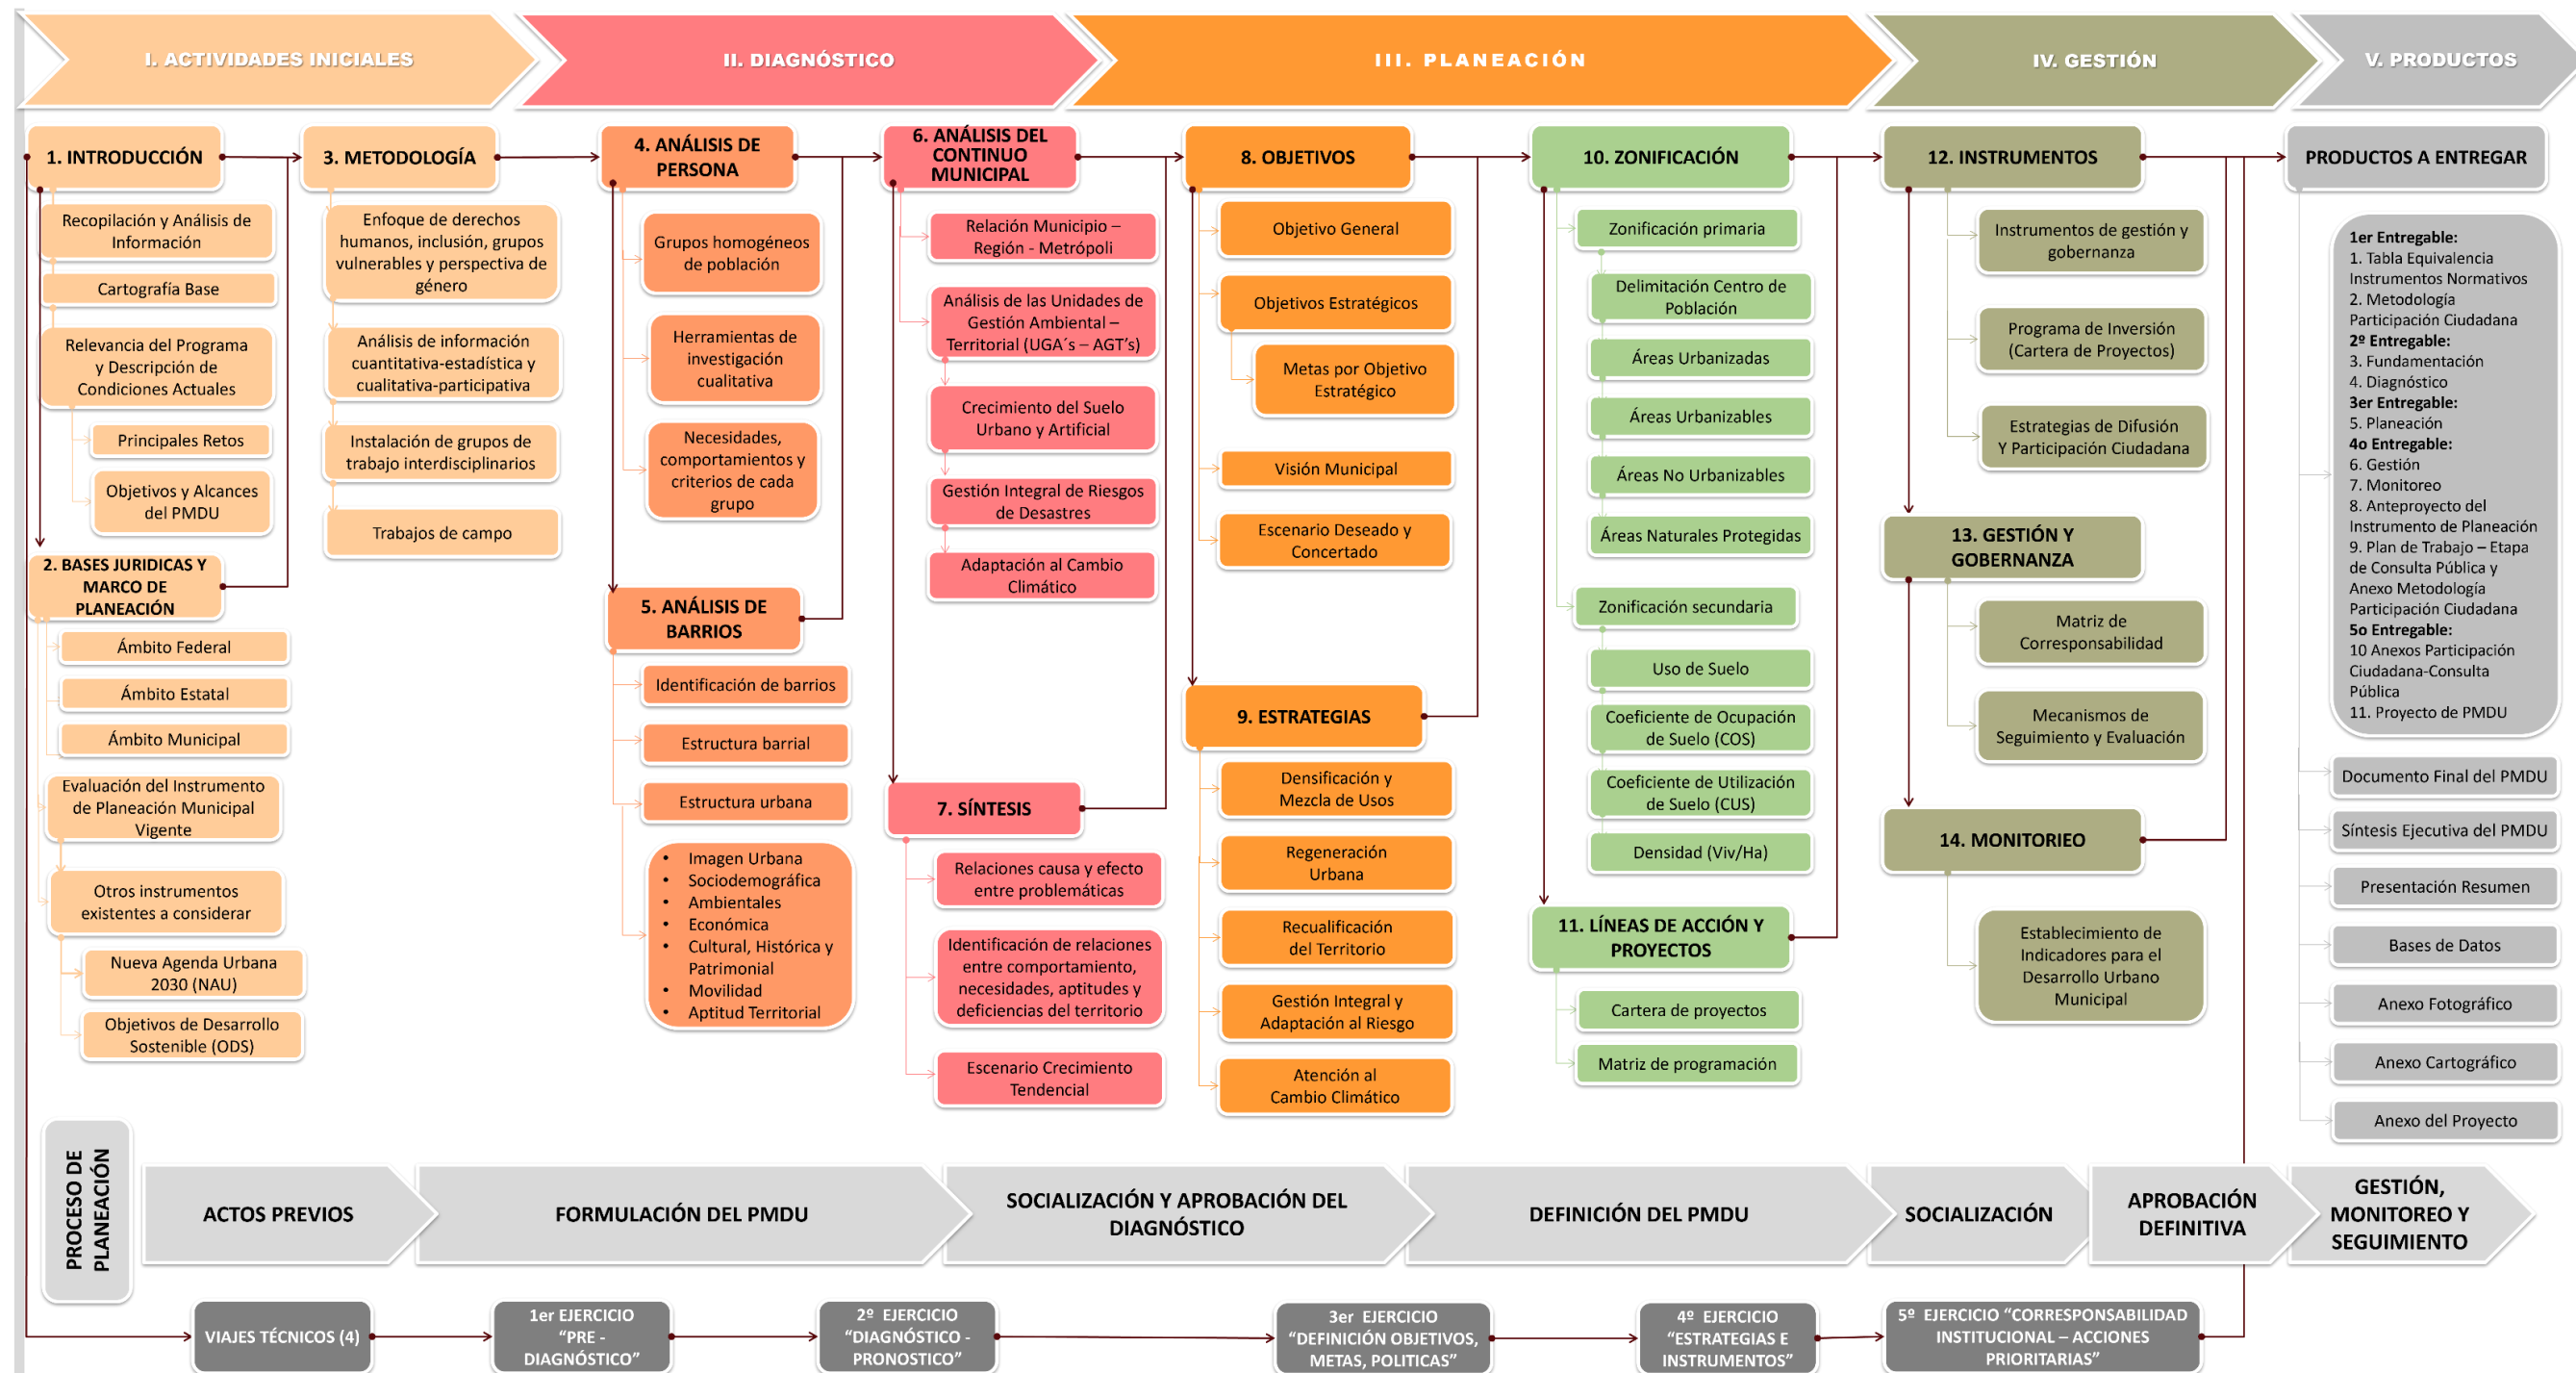 I. ACTIVIDADES INICIALES
II. DIAGNÓSTICO
III. PLANEACIÓN
IV. GESTIÓN
V. PRODUCTOS
1. INTRODUCCIÓN
Recopilación y Análisis de
Información
Cartografía Base
Relevancia del Programa
y Descripción de
Condiciones Actuales
Principales Retos
Objetivos y Alcances
del PMDU
2. BASES JURIDICAS Y
MARCO DE
PLANEACIÓN
Ámbito Federal
Ámbito Estatal
Ámbito Municipal
Evaluación del Instrumento
de Planeación Municipal
Vigente
Otros instrumentos
existentes a considerar
Nueva Agenda Urbana
2030 (NAU)
Objetivos de Desarrollo
Sostenible (ODS)
3. METODOLOGÍA
Enfoque de derechos
humanos, inclusión, grupos
vulnerables y perspectiva de
género
Análisis de información
cuantitativa-estadística y
cualitativa-participativa
Instalación de grupos de
trabajo interdisciplinarios
Trabajos de campo
4. ANÁLISIS DE
PERSONA
Grupos homogéneos
de población
Herramientas de
investigación
cualitativa
Necesidades,
comportamientos y
criterios de cada
grupo
5. ANÁLISIS DE
BARRIOS
Identificación de barrios
Estructura barrial
Estructura urbana
• Imagen Urbana
• Sociodemográfica
• Ambientales
• Económica
• Cultural, Histórica y
Patrimonial
• Movilidad
• Aptitud Territorial
6. ANÁLISIS DEL
CONTINUO
MUNICIPAL
Relación Municipio –
Región - Metrópoli
Análisis de las Unidades de
Gestión Ambiental –
Territorial (UGA´s – AGT’s)
Crecimiento del Suelo
Urbano y Artificial
Gestión Integral de Riesgos
de Desastres
Adaptación al Cambio
Climático
7. SÍNTESIS
Relaciones causa y efecto
entre problemáticas
Identificación de relaciones
entre comportamiento,
necesidades, aptitudes y
deficiencias del territorio
Escenario Crecimiento
Tendencial
8. OBJETIVOS
Objetivo General
Objetivos Estratégicos
Metas por Objetivo
Estratégico
Visión Municipal
Escenario Deseado y
Concertado
9. ESTRATEGIAS
Densificación y
Mezcla de Usos
Regeneración
Urbana
Recualificación
del Territorio
Gestión Integral y
Adaptación al Riesgo
Atención al
Cambio Climático
10. ZONIFICACIÓN
Zonificación primaria
Delimitación Centro de
Población
Áreas Urbanizadas
Áreas Urbanizables
Áreas No Urbanizables
Áreas Naturales Protegidas
Zonificación secundaria
Uso de Suelo
Coeficiente de Ocupación
de Suelo (COS)
Coeficiente de Utilización
de Suelo (CUS)
Densidad (Viv/Ha)
11. LÍNEAS DE ACCIÓN Y
PROYECTOS
Cartera de proyectos
Matriz de programación
12. INSTRUMENTOS
Instrumentos de gestión y
gobernanza
Programa de Inversión
(Cartera de Proyectos)
Estrategias de Difusión
Y Participación Ciudadana
13. GESTIÓN Y
GOBERNANZA
Matriz de
Corresponsabilidad
Mecanismos de
Seguimiento y Evaluación
14. MONITORIEO
Establecimiento de
Indicadores para el
Desarrollo Urbano
Municipal
PRODUCTOS A ENTREGAR
1er Entregable:
1. Tabla Equivalencia
Instrumentos Normativos
2. Metodología
Participación Ciudadana
2º Entregable:
3. Fundamentación
4. Diagnóstico
3er Entregable:
5. Planeación
4o Entregable:
6. Gestión
7. Monitoreo
8. Anteproyecto del
Instrumento de Planeación
9. Plan de Trabajo – Etapa
de Consulta Pública y
Anexo Metodología
Participación Ciudadana
5o Entregable:
10 Anexos Participación
Ciudadana-Consulta
Pública
11. Proyecto de PMDU
Documento Final del PMDU
Síntesis Ejecutiva del PMDU
Presentación Resumen
Bases de Datos
Anexo Fotográfico
Anexo Cartográfico
Anexo del Proyecto
PROCESO DE
PLANEACIÓN
ACTOS PREVIOS
FORMULACIÓN DEL PMDU
SOCIALIZACIÓN Y APROBACIÓN DEL
DIAGNÓSTICO
DEFINICIÓN DEL PMDU
SOCIALIZACIÓN
APROBACIÓN
DEFINITIVA
GESTIÓN,
MONITOREO Y
SEGUIMIENTO
VIAJES TÉCNICOS (4)
1er EJERCICIO
“PRE -
DIAGNÓSTICO”
2º EJERCICIO
“DIAGNÓSTICO -
PRONOSTICO”
3er EJERCICIO
“DEFINICIÓN OBJETIVOS,
METAS, POLITICAS”
4º EJERCICIO
“ESTRATEGIAS E
INSTRUMENTOS”
5º EJERCICIO “CORRESPONSABILIDAD
INSTITUCIONAL – ACCIONES
PRIORITARIAS”